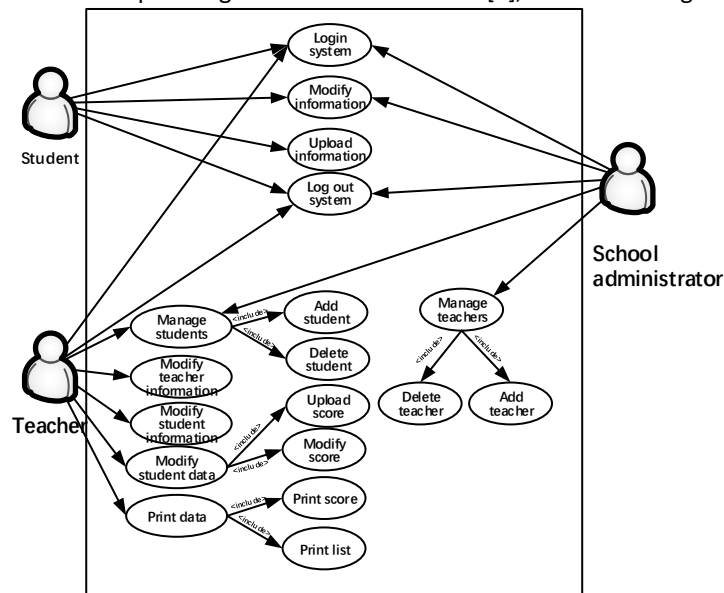 Login
system
Modify
information
Upload
information
Log out
system
Student
School
administrator
Manage
students
<include>
<include>
Add
student
Delete
student
Manage
teachers
<include>
<include>
Delete
teacher
Add
teacher
Teacher
Modify
teacher
information
Modify
student
information
Modify
student data
<include>
<include>
Upload
score
Modify
score
Print data
<include>
<include>
Print score
Print list